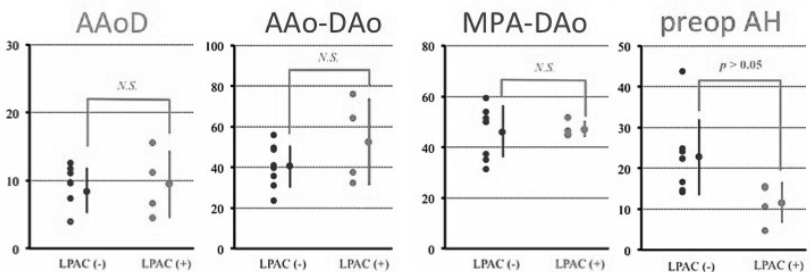 AAoD
AAo-DAo
MPA-DAo
preop AH
30
20
10
0
N.S.
LPAC (-)
LPAC (+)
100
80
60
40
20
0
N.S.
LPAC (-)
LPAC (+)
80
60
40
20
0
N.S.
LPAC (-)
LPAC (+)
50
40
30
20
10
0
p > 0.05
LPAC (-)
LPAC (+)